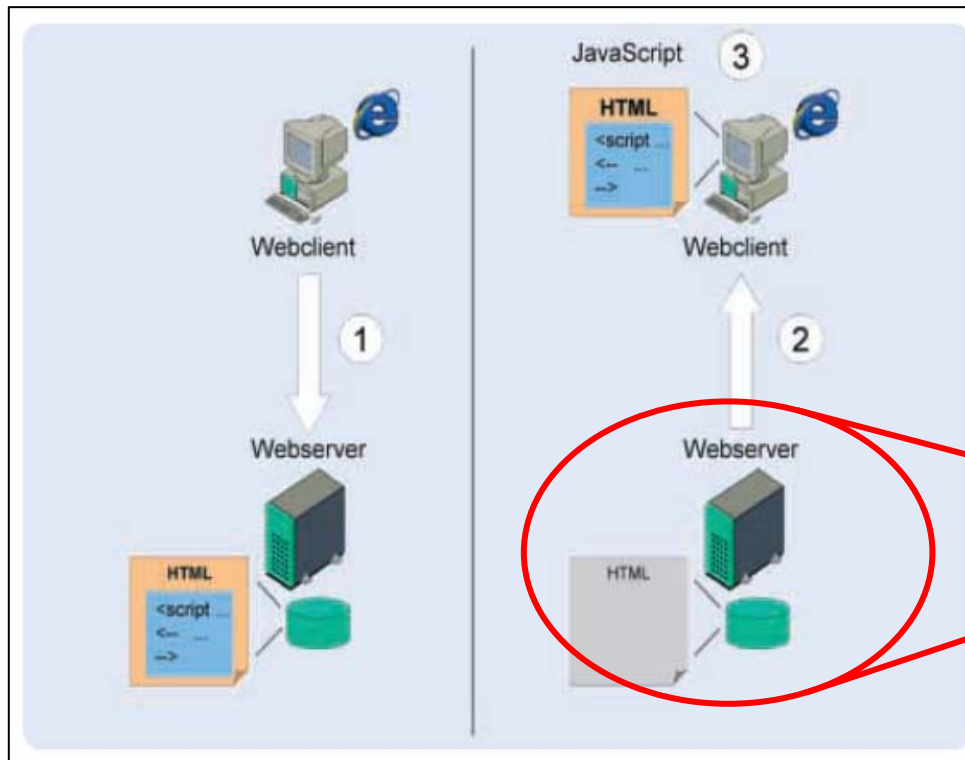 HTML
<script ...
<-- ...
-->
Webclient
1
Webserver
HTML
<script ...
<-- ...
-->
JavaScript
3
Webclient
2
Webserver
HTML